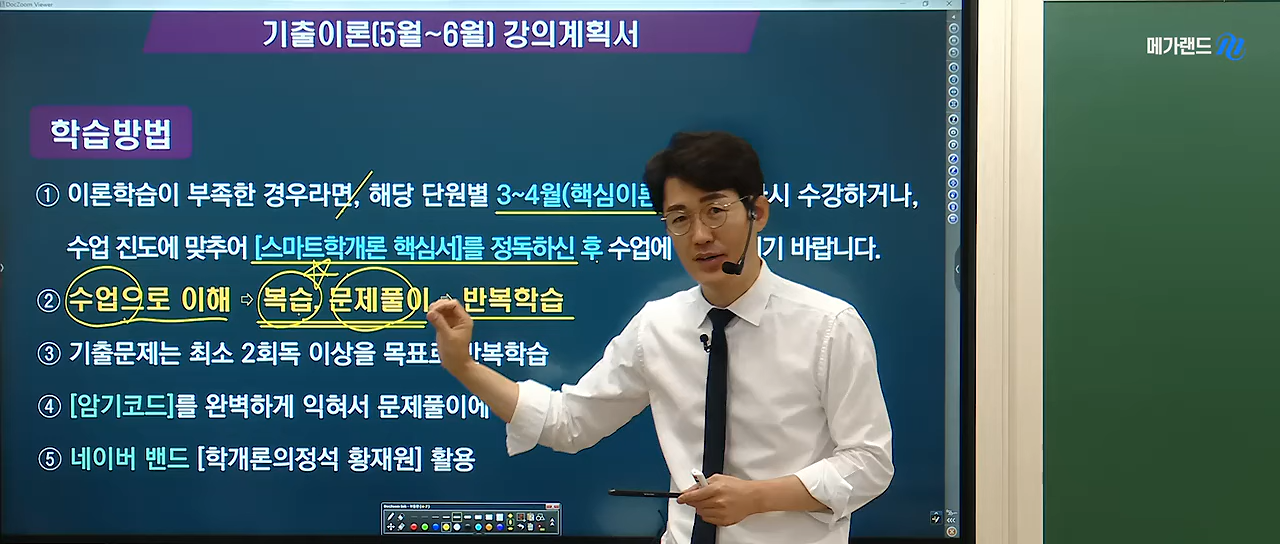 DocZoom Viewer
기출이론(5월~6월) 강의계획서
메가랜드
학습방법
① 이론학습이 부족한 경우라면, 해당 단원별 3~4월(핵심이론 시 수강하거나,
수업 진도에 맞추어 [스마트학개론 핵심서]를 정독하신 후 수업에 기 바랍니다.
② 수업으로 이해 ⇨ 복습, 문제풀이 ⇨ 반복학습
③ 기출문제는 최소 2회독 이상을 목표로 반복학습
④ [암기코드]를 완벽하게 익혀서 문제풀이에
⑤ 네이버 밴드 [학개론의정석 황재원] 활용